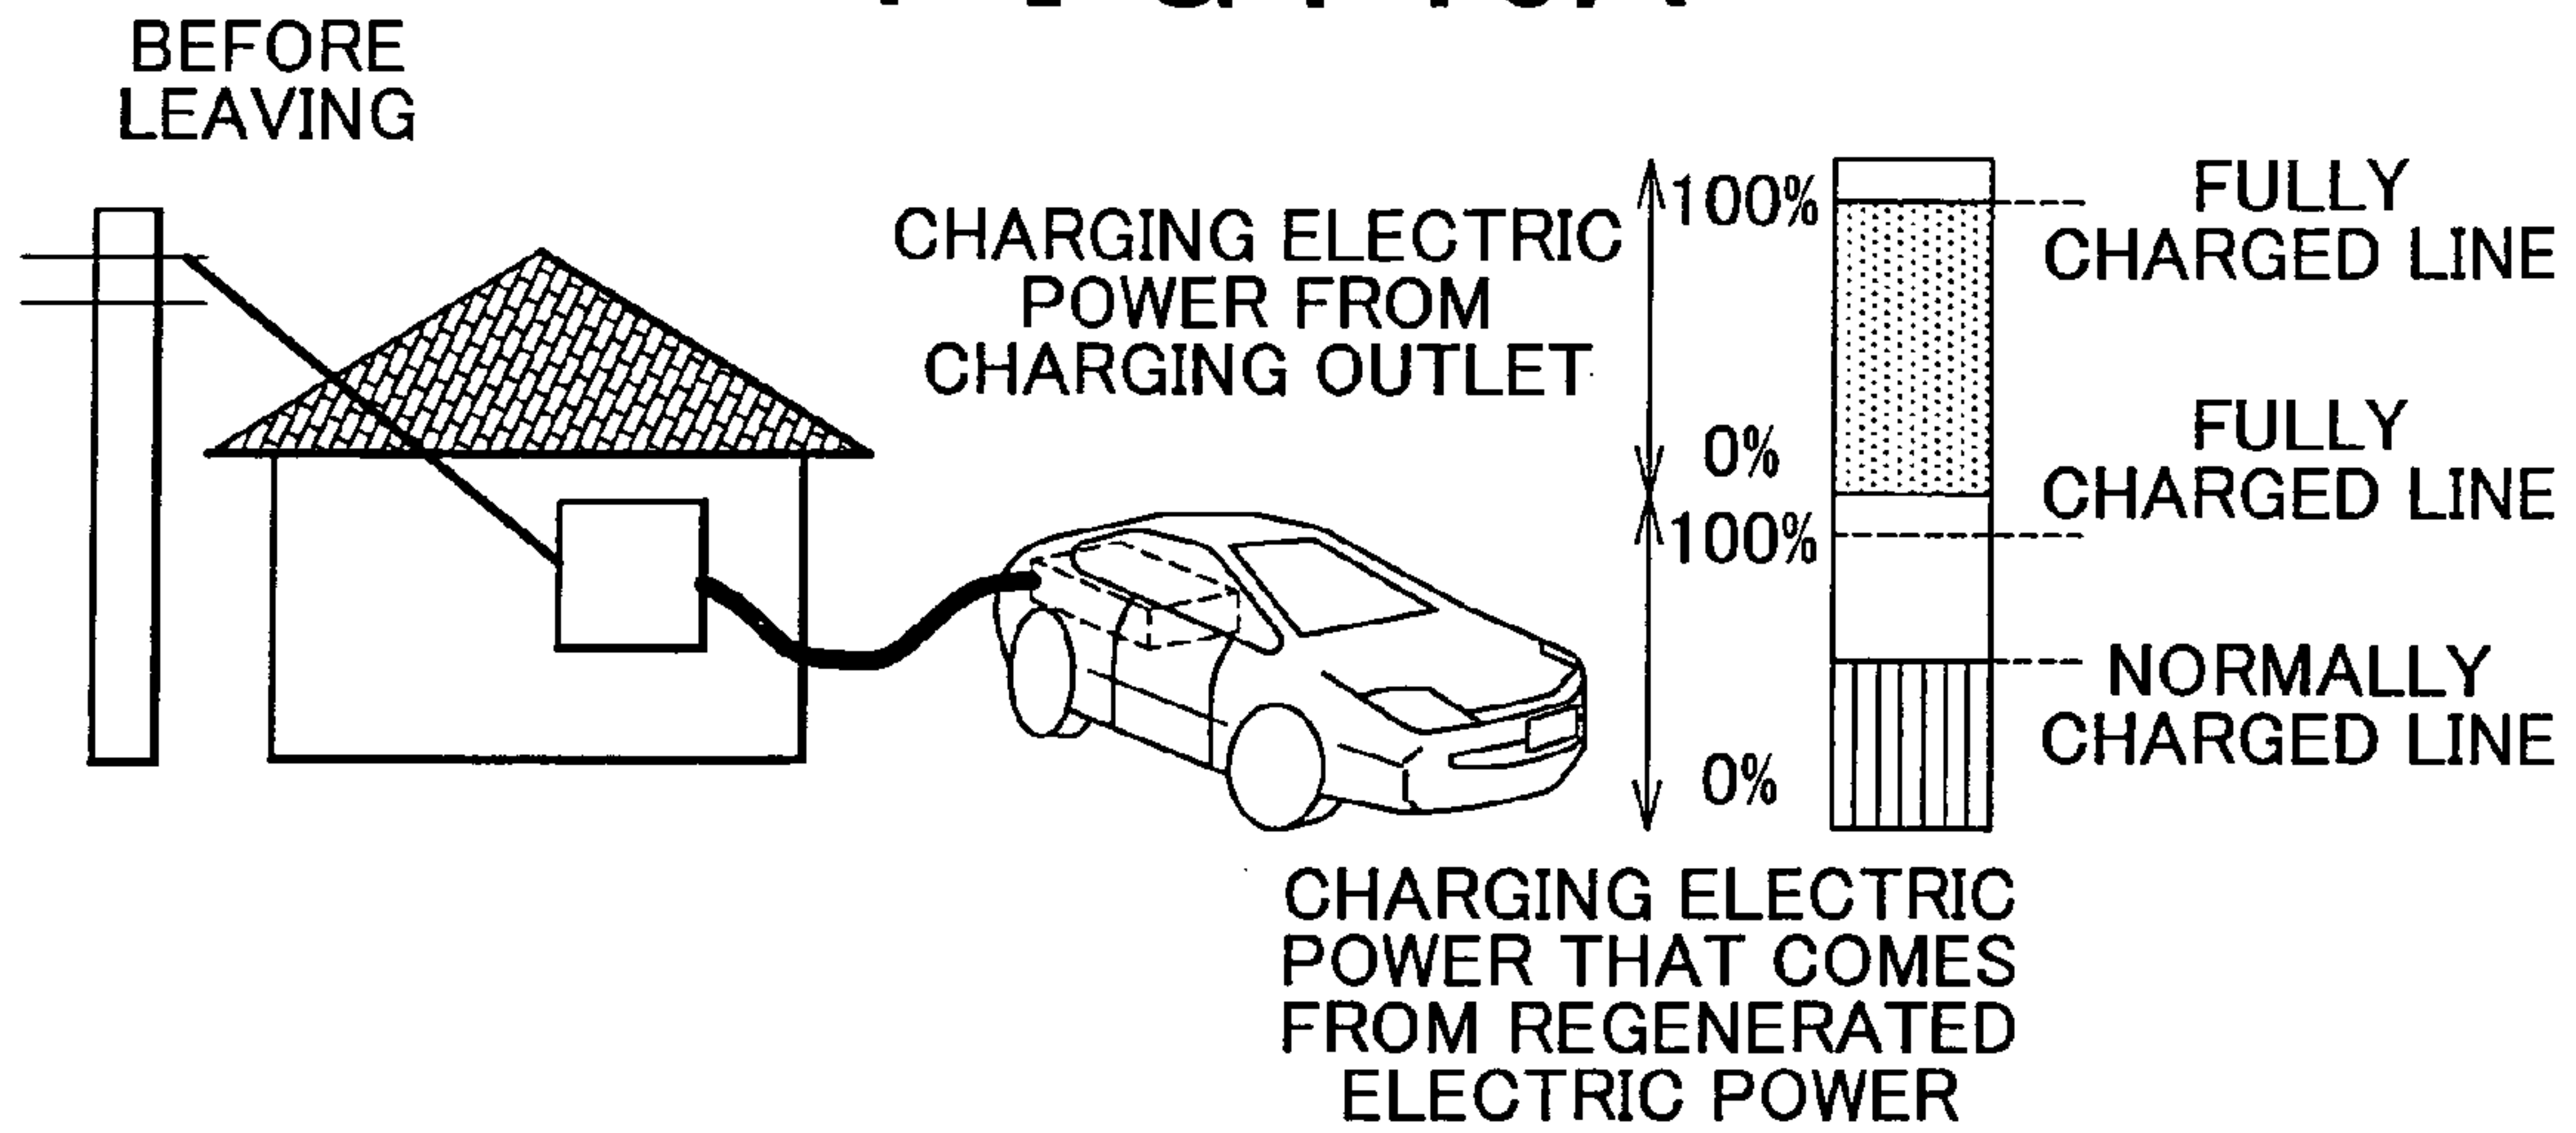 BEFORE
LEAVING
CHARGING ELECTRIC
POWER FROM
CHARGING OUTLET
100%
0%
100%
0%
FULLY
CHARGED LINE
FULLY
CHARGED LINE
NORMALLY
CHARGED LINE
CHARGING ELECTRIC
POWER THAT COMES
FROM REGENERATED
ELECTRIC POWER